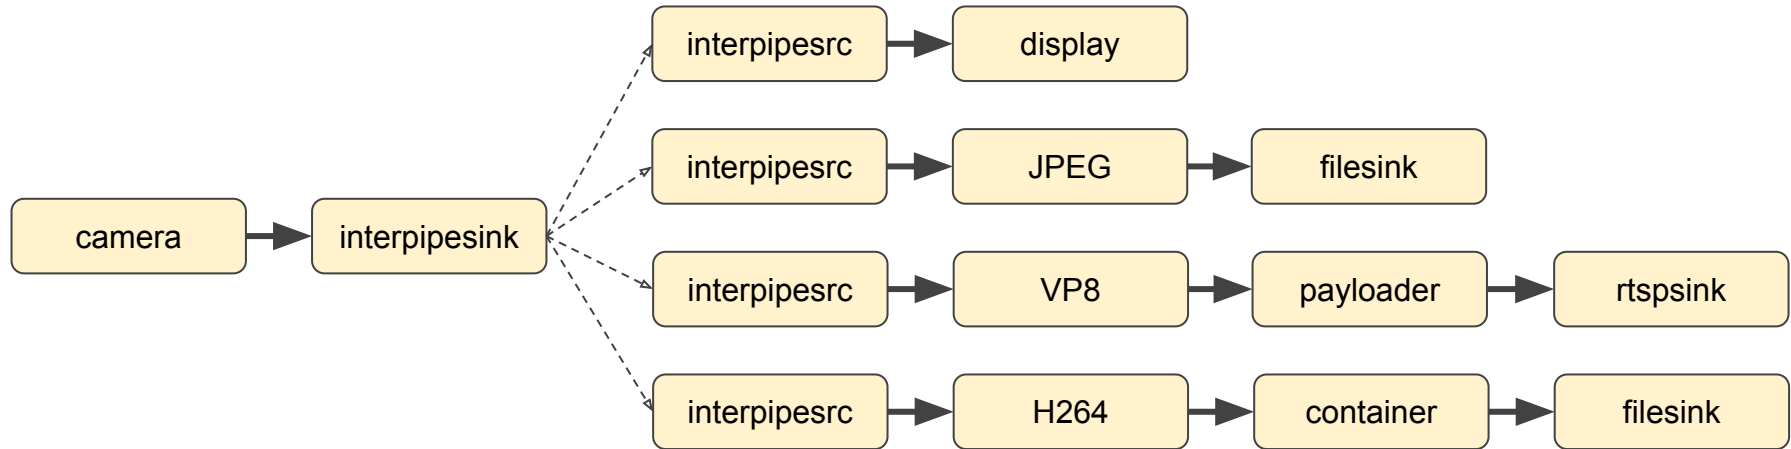 interpipesrc display
interpipesrc JPEG filesink
camera interpipesink
interpipesrc VP8 payloader rtspsink
interpipesrc H264 container filesink